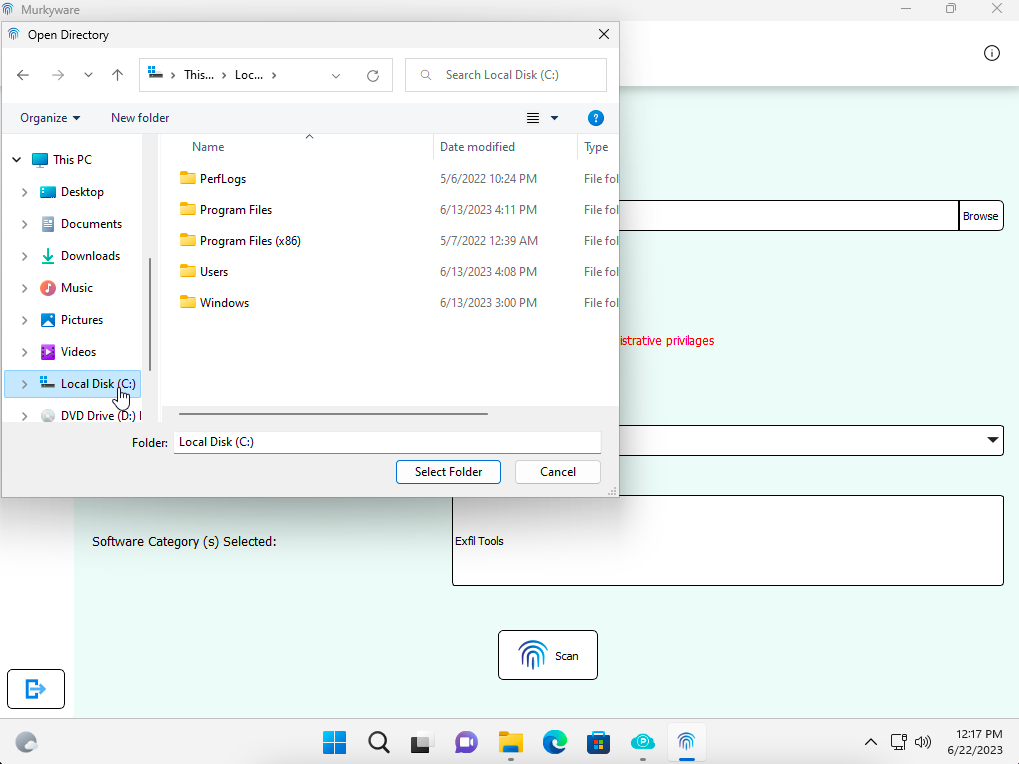 Murkyware
Open Directory
This... Loc...
Search Local Disk (C:)
Organize
New folder
Name
Date modified
Type
This PC
Desktop
Documents
Downloads
Music
Pictures
Videos
Local Disk (C:)
DVD Drive (D:)
PerfLogs 5/6/2022 10:24 PM File fol
Program Files 6/13/2023 4:11 PM File fol
Program Files (x86) 5/7/2022 12:39 AM File fol
Users 6/13/2023 4:08 PM File fol
Windows 6/13/2023 3:00 PM File fol
Folder: Local Disk (C:)
Select Folder
Cancel
Browse
istrative privilages
Software Category (s) Selected:
Exfil Tools
Scan
12:17 PM
6/22/2023